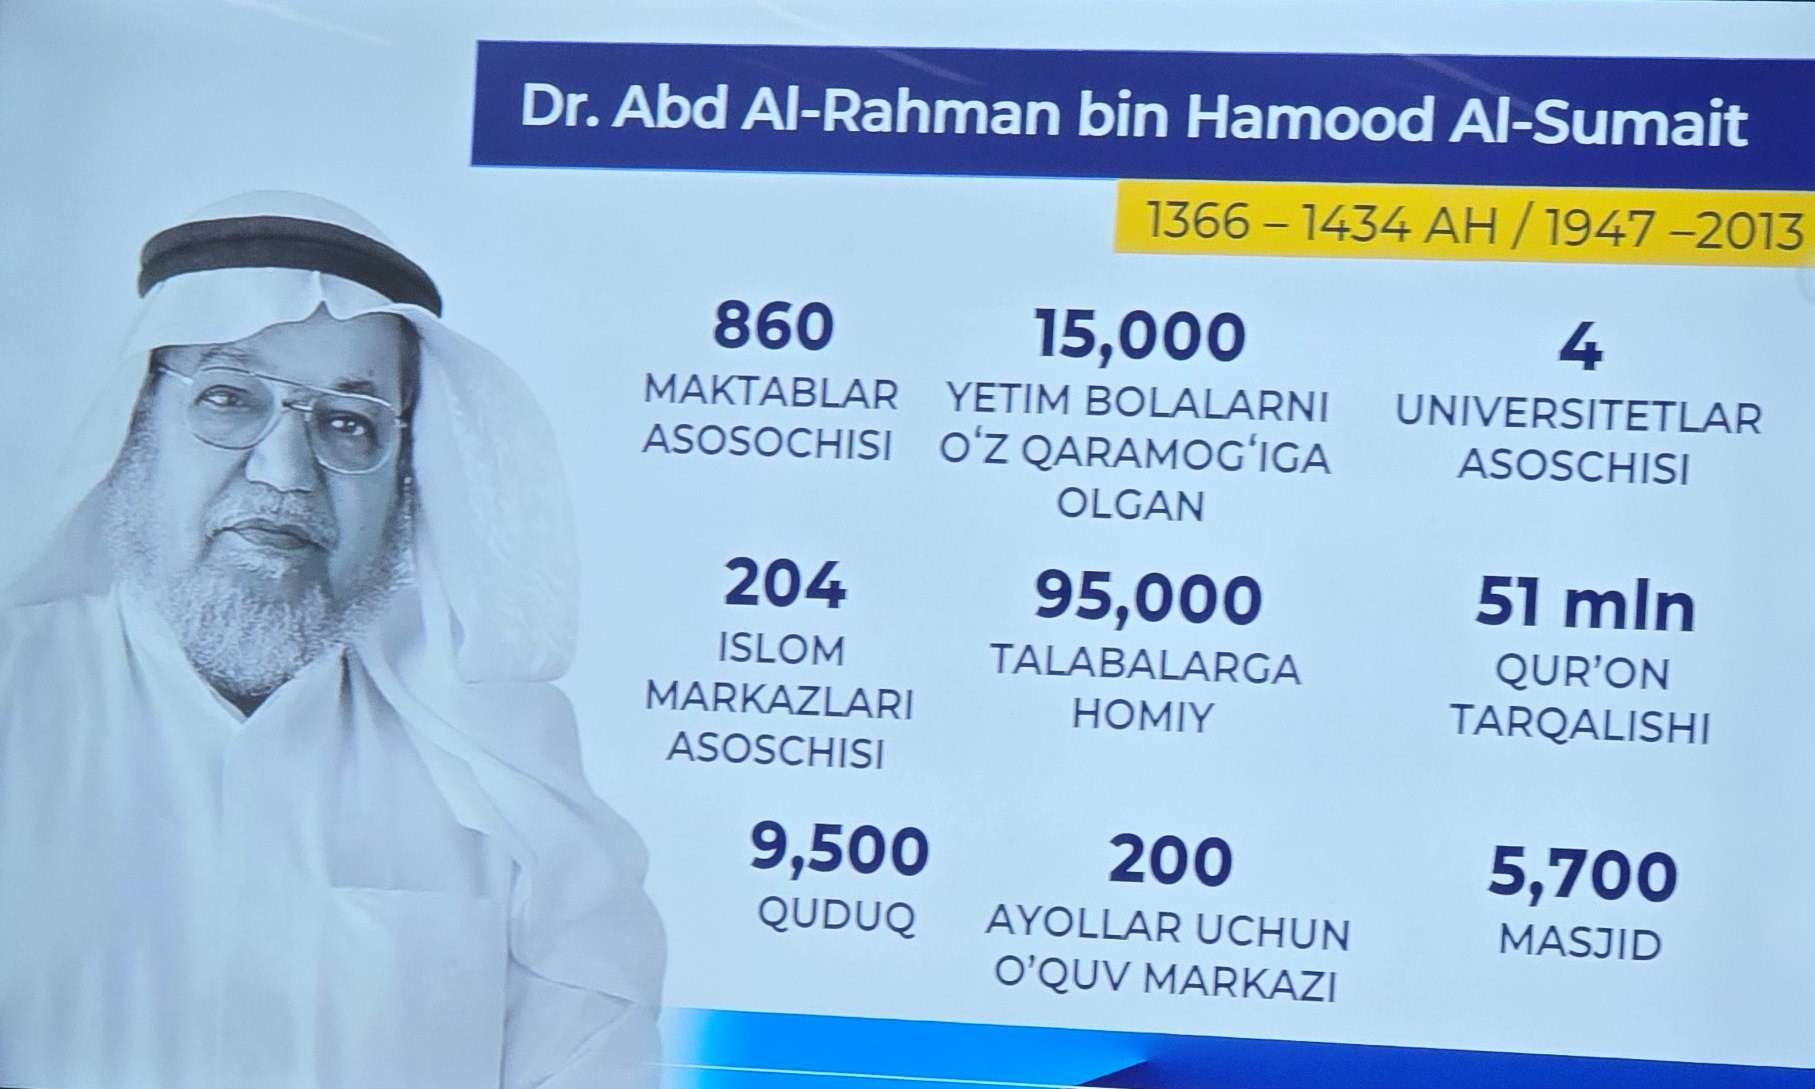 Dr. Abd Al-Rahman bin Hamood Al-Sumait
1366 – 1434 AH / 1947 –2013
860
MAKTABLAR
ASOSOCHISI
15,000
YETIM BOLALARNI
O‘Z QARAMOG‘IGA
OLGAN
4
UNIVERSITETLAR
ASOSCHISI
204
ISLOM
MARKAZLARI
ASOSCHISI
95,000
TALABALARGA
HOMIY
51 mln
QUR’ON
TARQALISHI
9,500
QUDUQ
200
AYOLLAR UCHUN
O’QUV MARKAZI
5,700
MASJID